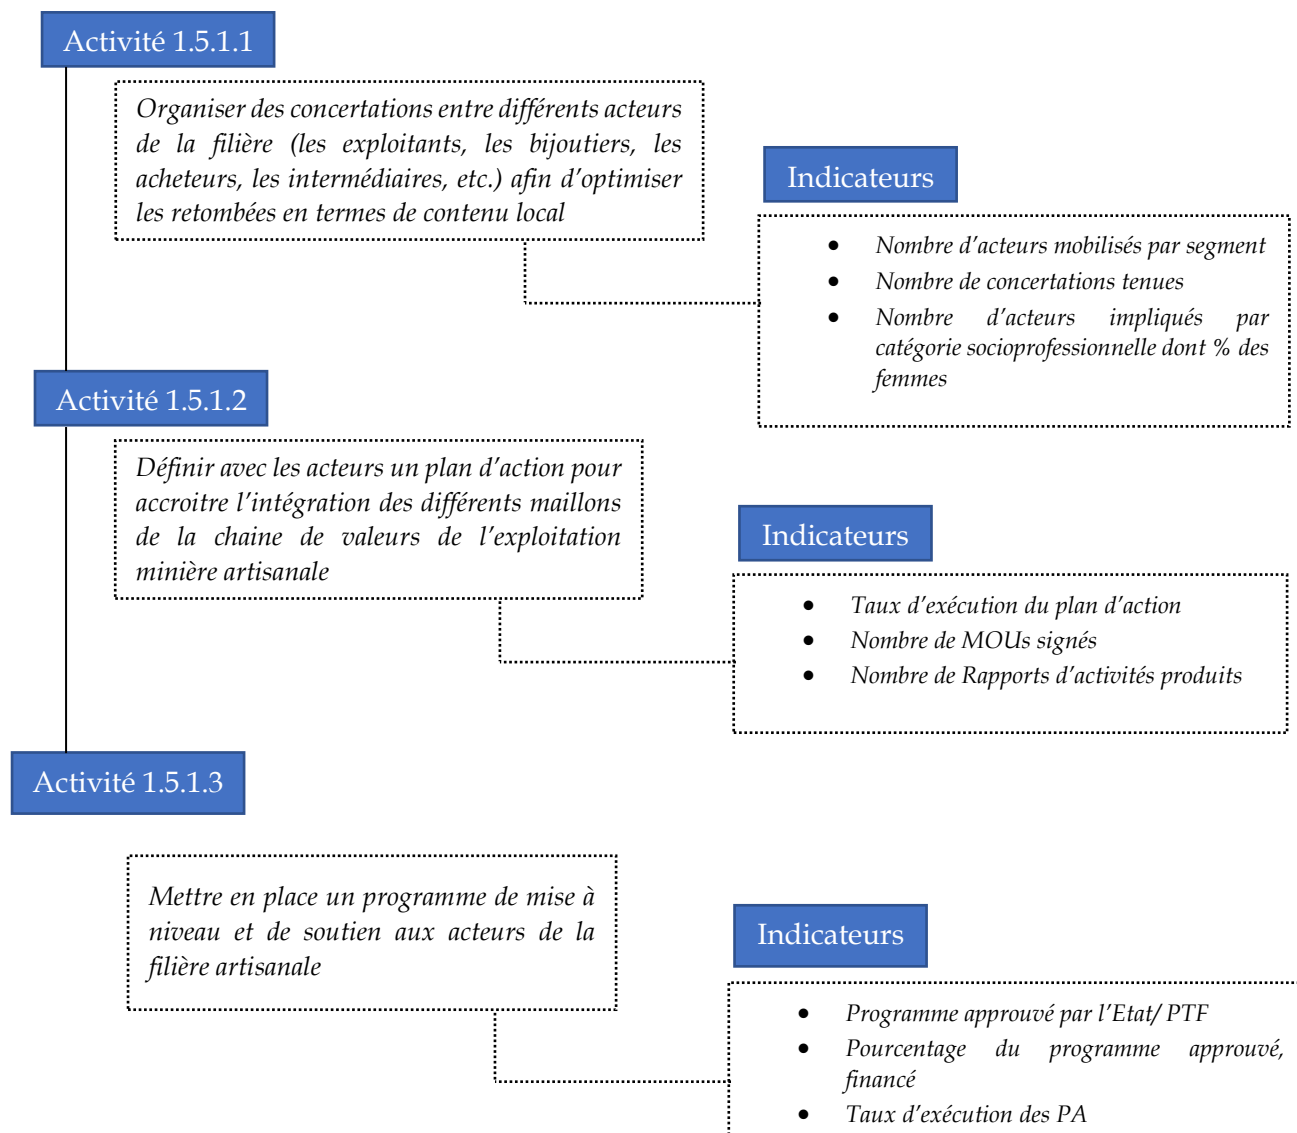 Activité 1.5.1.1
Organiser des concertations entre différents acteurs
de la filière (les exploitants, les bijoutiers, les
acheteurs, les intermédiaires, etc.) afin d’optimiser
les retombées en termes de contenu local
Indicateurs
• Nombre d’acteurs mobilisés par segment
• Nombre de concertations tenues
• Nombre d’acteurs impliqués par
catégorie socioprofessionnelle dont % des
femmes
Activité 1.5.1.2
Définir avec les acteurs un plan d’action pour
accroitre l’intégration des différents maillons
de la chaine de valeurs de l’exploitation
minière artisanale
Indicateurs
• Taux d’exécution du plan d’action
• Nombre de MOUs signés
• Nombre de Rapports d’activités produits
Activité 1.5.1.3
Mettre en place un programme de mise à
niveau et de soutien aux acteurs de la
filière artisanale
Indicateurs
• Programme approuvé par l’Etat/ PTF
• Pourcentage du programme approuvé,
financé
• Taux d’exécution des PA